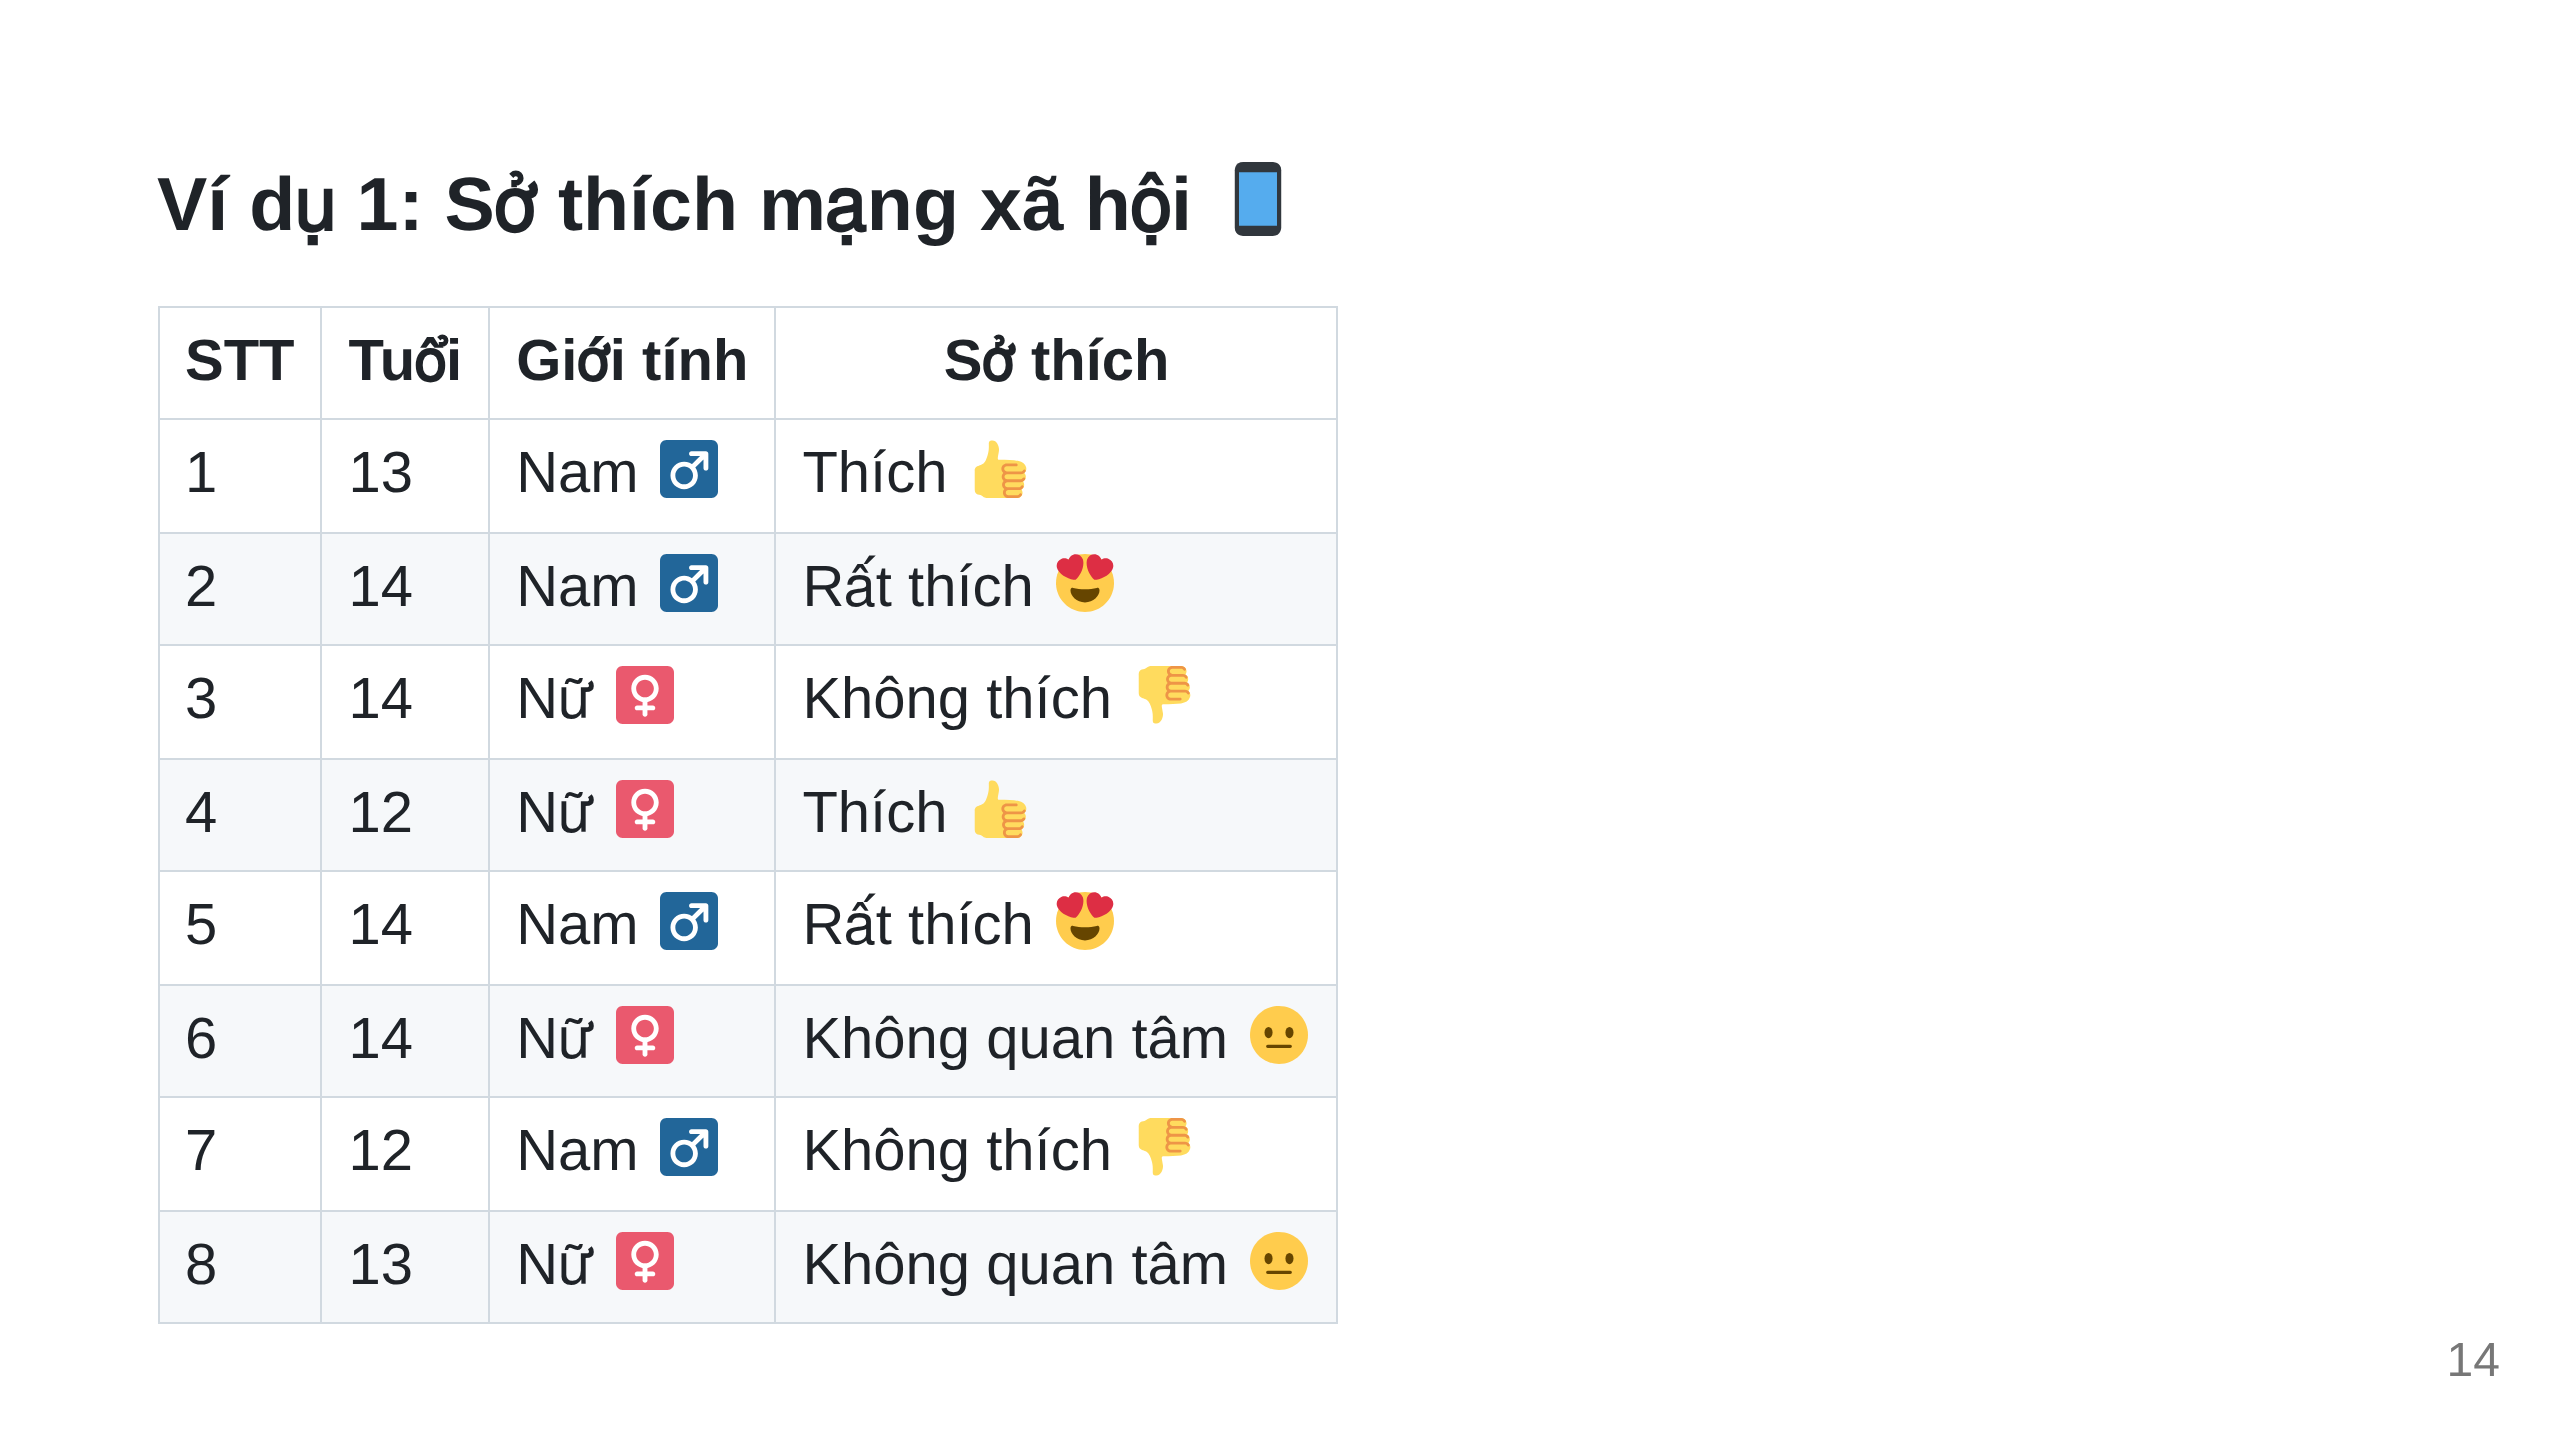 Ví dụ 1: Sở thích mạng xã hội 📱
STT Tuổi Giới tính Sở thích
1 13 Nam ♂️ Thích 👍
2 14 Nam ♂️ Rất thích 😍
3 14 Nữ ♀️ Không thích 👎
4 12 Nữ ♀️ Thích 👍
5 14 Nam ♂️ Rất thích 😍
6 14 Nữ ♀️ Không quan tâm 😐
7 12 Nam ♂️ Không thích 👎
8 13 Nữ ♀️ Không quan tâm 😐
14